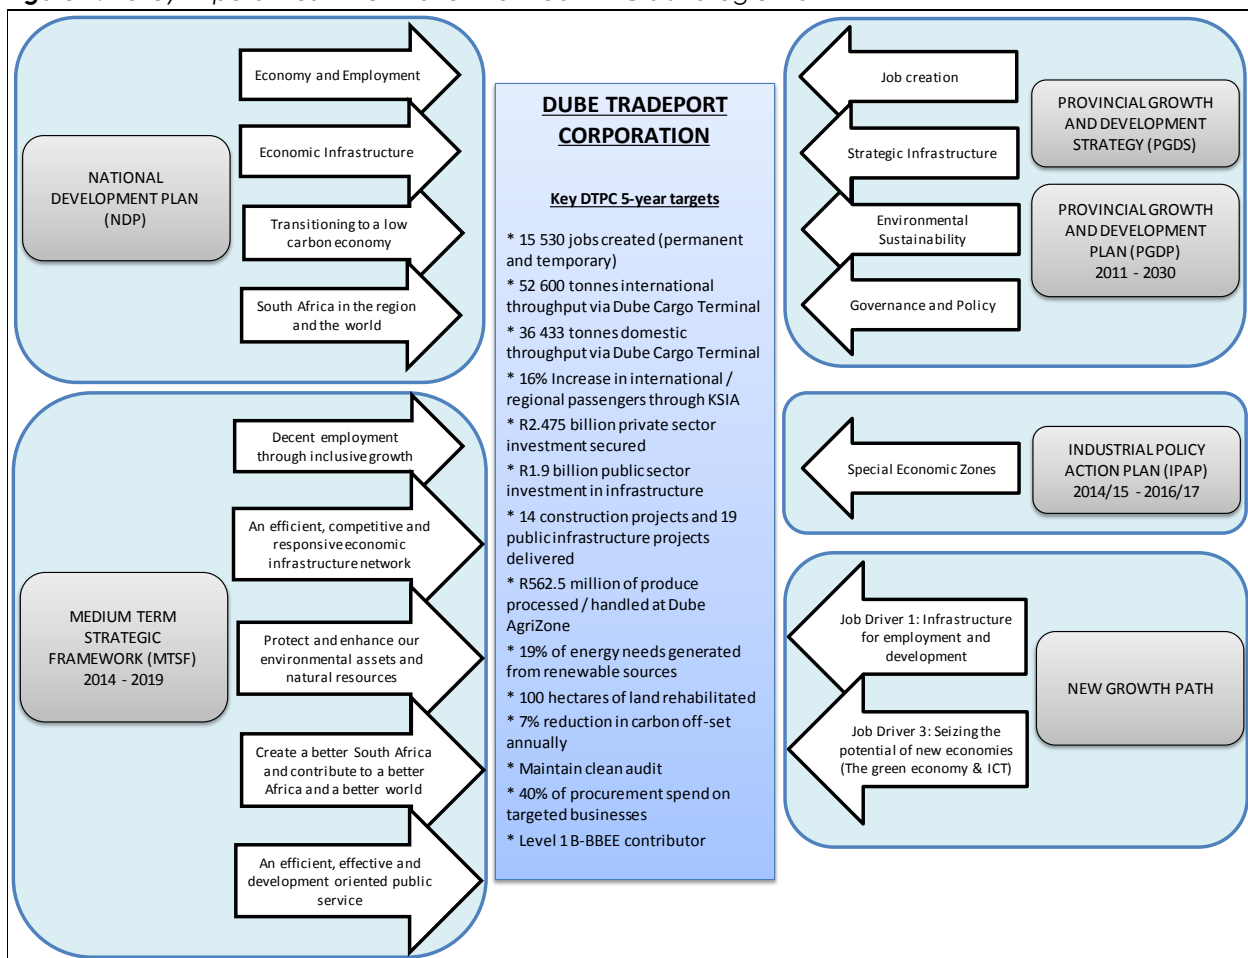 Economy and Employment
Economic Infrastructure
NATIONAL
DEVELOPMENT PLAN
(NDP)
Transitioning to a low
carbon economy
South Africa in the region
and the world
Decent employment
through inclusive growth
An efficient, competitive and
responsive economic
infrastructure network
MEDIUM TERM
STRATEGIC
FRAMEWORK (MTSF)
2014 - 2019
Protect and enhance our
environmental assets and
natural resources
Create a better South Africa
and contribute to a better
Africa and a better world
An efficient, effective and
development oriented public
service
DUBE TRADEPORT
CORPORATION
Key DTPC 5-year targets
* 15 530 jobs created (permanent
and temporary)
* 52 600 tonnes international
throughput via Dube Cargo Terminal
* 36 433 tonnes domestic
throughput via Dube Cargo Terminal
* 16% Increase in international /
regional passengers through KSIA
* R2.475 billion private sector
investment secured
* R1.9 billion public sector
investment in infrastructure
* 14 construction projects and 19
public infrastructure projects
delivered
* R562.5 million of produce
processed / handled at Dube
AgriZone
* 19% of energy needs generated
from renewable sources
* 100 hectares of land rehabilitated
* 7% reduction in carbon off-set
annually
* Maintain clean audit
* 40% of procurement spend on
targeted businesses
* Level 1 B-BBEE contributor
Job creation
Strategic Infrastructure
Environmental
Sustainability
Governance and Policy
PROVINCIAL GROWTH
AND DEVELOPMENT
STRATEGY (PGDS)
PROVINCIAL GROWTH
AND DEVELOPMENT
PLAN (PGDP)
2011 - 2030
Special Economic Zones
INDUSTRIAL POLICY
ACTION PLAN (IPAP)
2014/15 - 2016/17
Job Driver 1: Infrastructure
for employment and
development
Job Driver 3: Seizing the
potential of new economies
(The green economy & ICT)
NEW GROWTH PATH